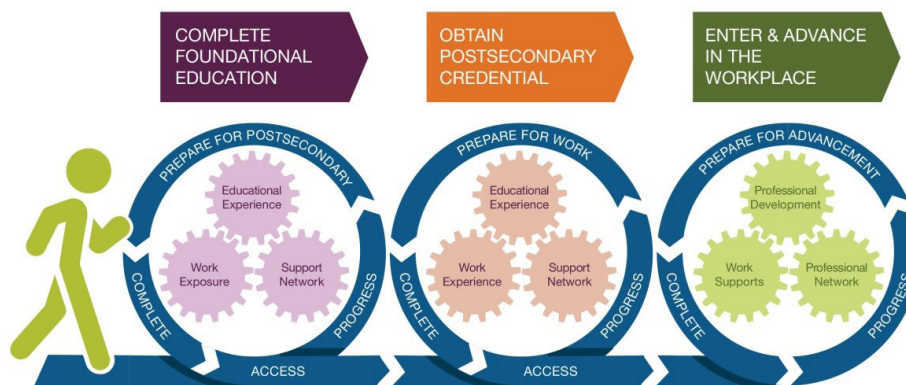 COMPLETE
FOUNDATIONAL
EDUCATION
OBTAIN
POSTSECONDARY
CREDENTIAL
ENTER & ADVANCE
IN THE
WORKPLACE
PREPARE FOR POSTSECONDARY
Educational
Experience
Work
Exposure
Support
Network
COMPLETE
PROGRESS
ACCESS
PREPARE FOR WORK
Educational
Experience
Work
Experience
Support
Network
COMPLETE
PROGRESS
ACCESS
PREPARE FOR ADVANCEMENT
Professional
Development
Work
Supports
Professional
Network
COMPLETE
PROGRESS
ACCESS